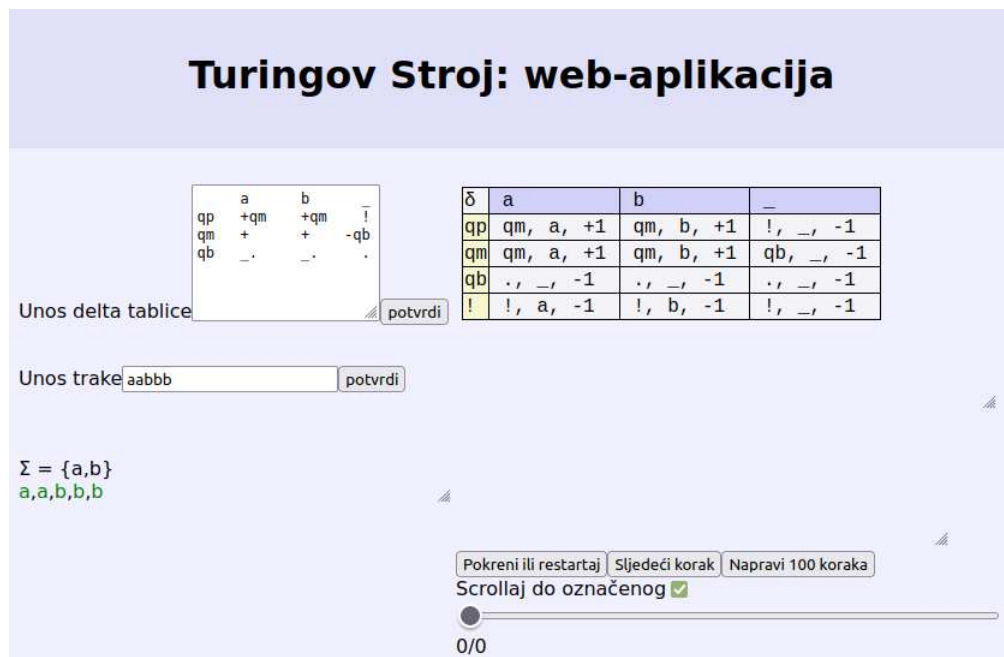 Turingov Stroj: web-aplikacija
a b _
qp +qm +qm !
qm + + -qb
qb _. _. .
Unos delta tablice
potvrdi
δ a b _
qp qm, a, +1 qm, b, +1 !, _, -1
qm qm, a, +1 qm, b, +1 qb, _, -1
qb ., _, -1 ., _, -1 ., _, -1
! !, a, -1 !, b, -1 !, _, -1
Unos trake aabbb potvrdi
Σ = {a,b}
a,a,b,b,b
Pokreni ili restartaj Sljedeći korak Napravi 100 koraka
Scrollaj do označenog
0/0